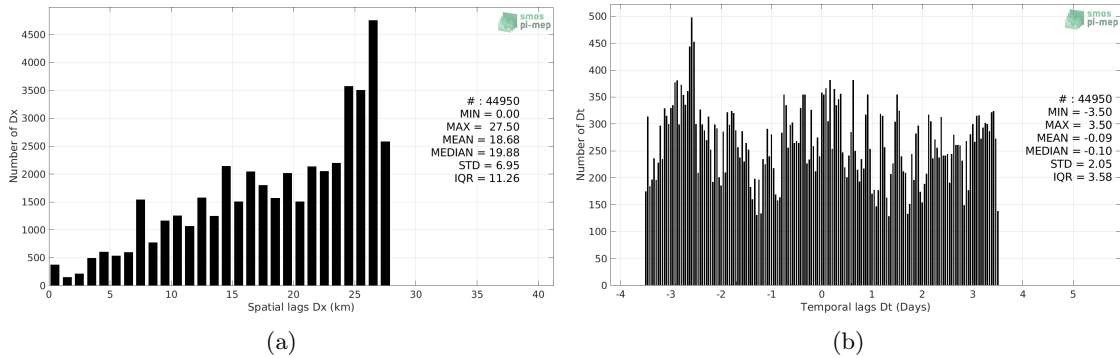 smos
pi-mep
4500
4000
3500
3000
2500
2000
1500
1000
500
0
Number of Dx
# : 44950
MIN = 0.00
MAX = 27.50
MEAN = 18.68
MEDIAN = 19.88
STD = 6.95
IQR = 11.26
0 5 10 15 20 25 30 35 40
Spatial lags Dx (km)
(a)
smos
pi-mep
500
450
400
350
300
250
200
150
100
50
0
Number of Dt
# : 44950
MIN = -3.50
MAX = 3.50
MEAN = -0.09
MEDIAN = -0.10
STD = 2.05
IQR = 3.58
-4 -3 -2 -1 0 1 2 3 4 5
Temporal lags Dt (Days)
(b)